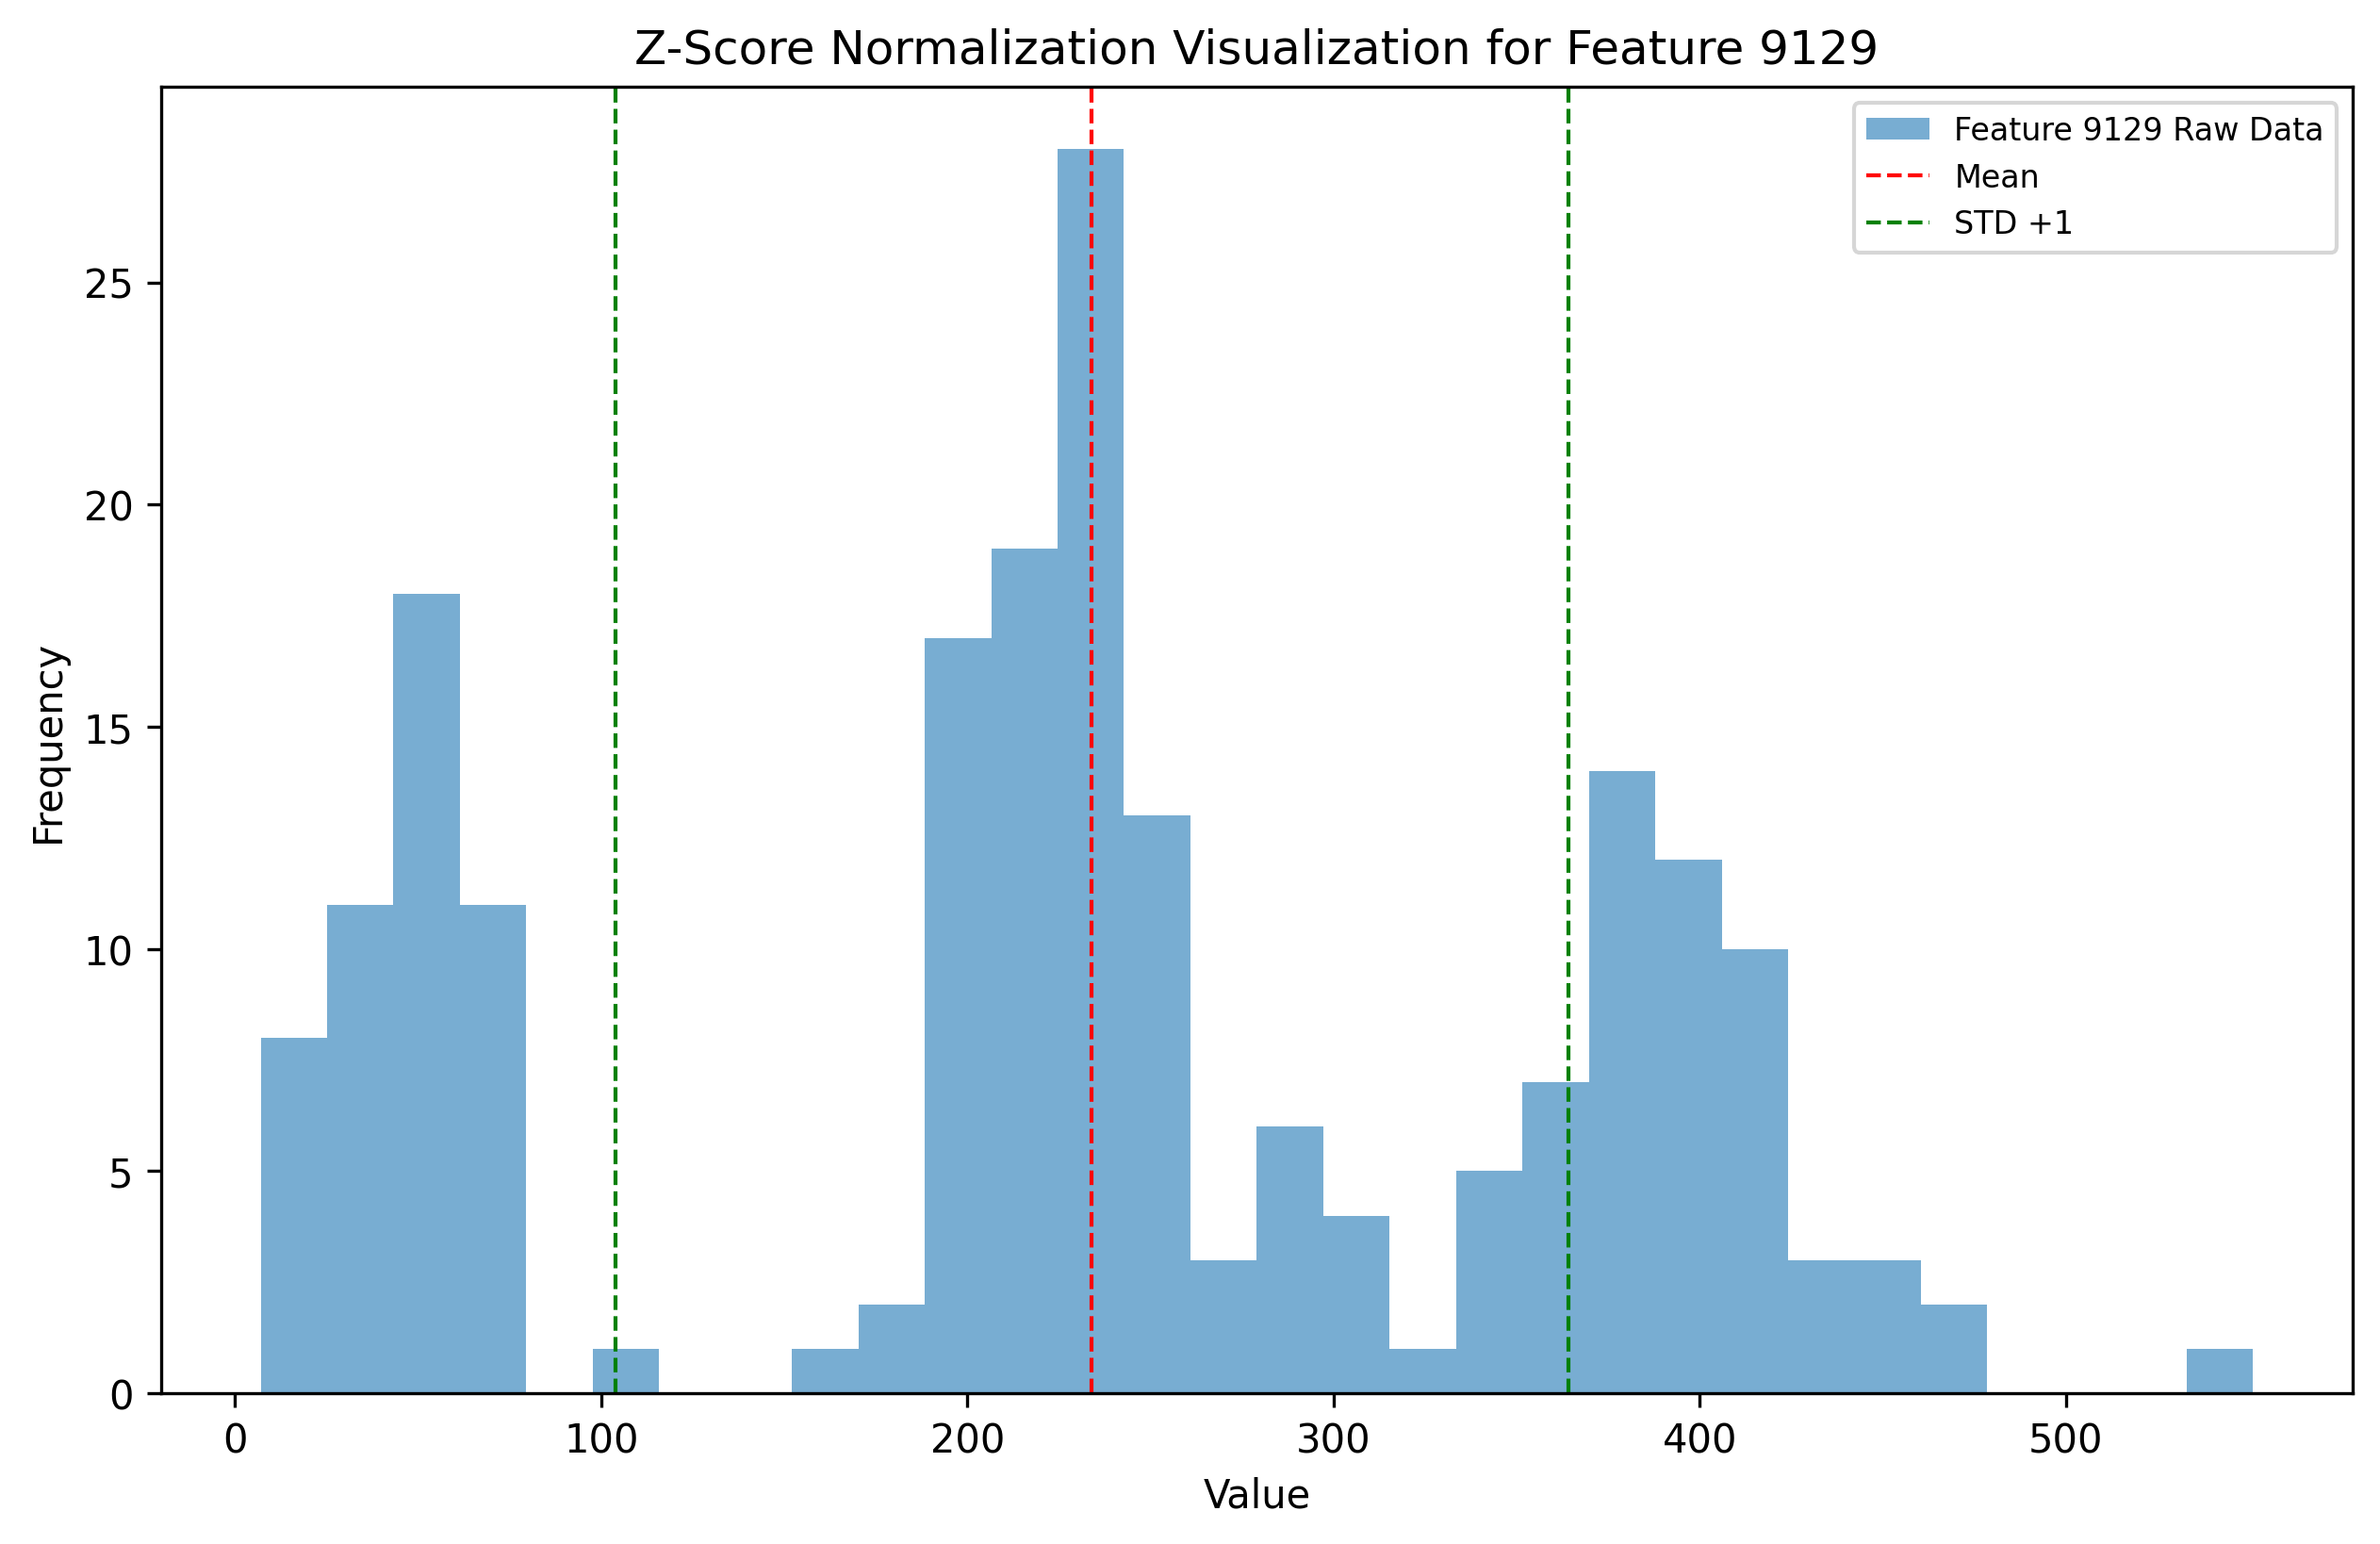 Z-Score Normalization Visualization for Feature 9129
Feature 9129 Raw Data
Mean
STD +1
25
20
15
10
5
0
Frequency
0 100 200 300 400 500
Value